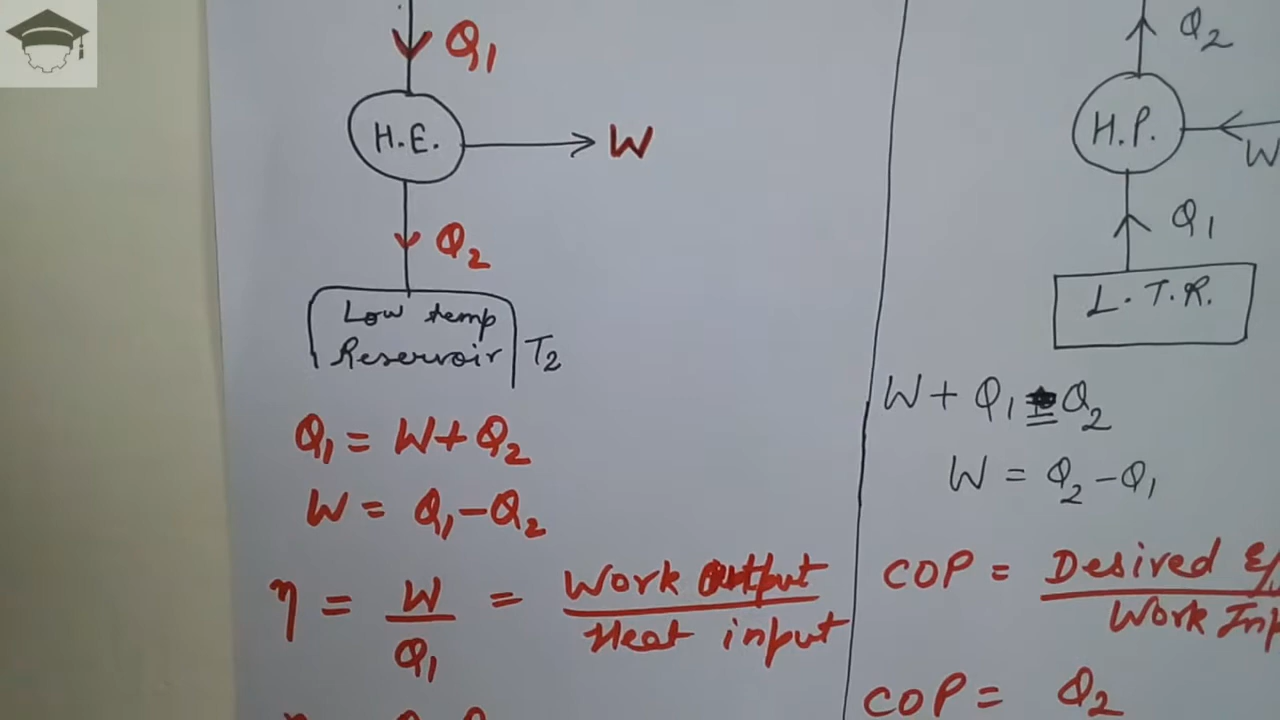 Q1
H.E.
W
Q2
Low temp
Reservoir T2
Q1 = W + Q2
W = Q1 - Q2
η = W / Q1 = Work Output / Heat input
Q2
H.P.
W
Q1
L.T.R.
W + Q1 = Q2
W = Q2 - Q1
COP = Desired / Work Inp
COP = Q2